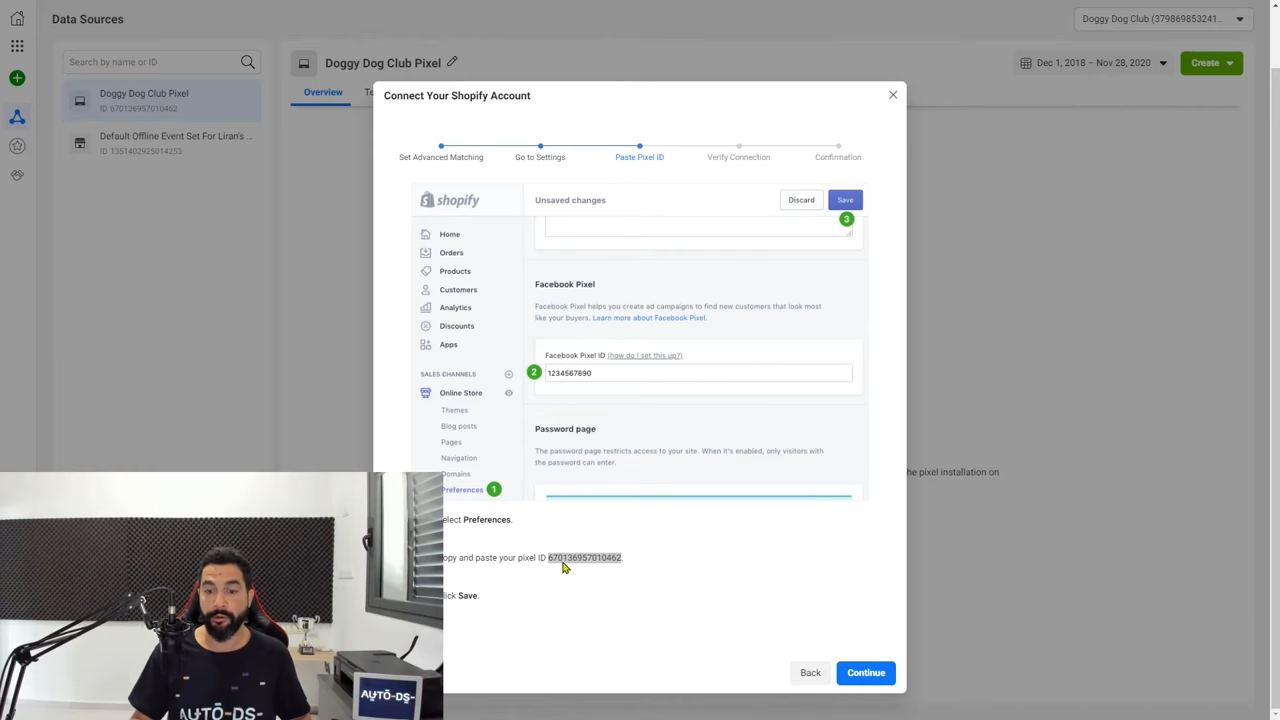 Data Sources
Doggy Dog Club (379869853241...
Search by name or ID
Doggy Dog Club Pixel
Dec 1, 2018 – Nov 28, 2020
Create
Doggy Dog Club Pixel
ID 670136957010462
Default Offline Event Set For Liran's ...
ID 1351402925014253
Overview
Te
Connect Your Shopify Account
Set Advanced Matching
Go to Settings
Paste Pixel ID
Verify Connection
Confirmation
shopify
Unsaved changes
Discard
Save
3
Home
Orders
Products
Customers
Analytics
Discounts
Apps
SALES CHANNELS
Online Store
Themes
Blog posts
Pages
Navigation
Domains
Preferences
1
Facebook Pixel
Facebook Pixel helps you create ad campaigns to find new customers that look most
like your buyers. Learn more about Facebook Pixel.
Facebook Pixel ID (how do i set this up?)
2
1234567890
Password page
The password page restricts access to your site. When it's enabled, only visitors with
the password can enter.
he pixel installation on
elect Preferences.
opy and paste your pixel ID 670136957010462.
lick Save.
Back
Continue
AUTO-DS-
AUTO-DS-